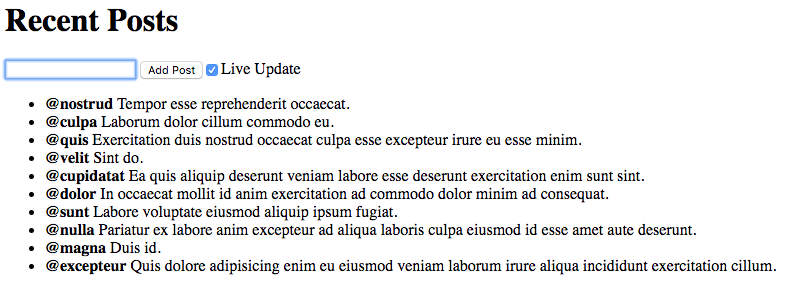 Recent Posts
Add Post Live Update
@nostrud Tempor esse reprehenderit occaecat.
@culpa Laborum dolor cillum commodo eu.
@quis Exercitation duis nostrud occaecat culpa esse excepteur irure eu esse minim.
@velit Sint do.
@cupidatat Ea quis aliquip deserunt veniam labore esse deserunt exercitation enim sunt sint.
@dolor In occaecat mollit id anim exercitation ad commodo dolor minim ad consequat.
@sunt Labore voluptate eiusmod aliquip ipsum fugiat.
@nulla Pariatur ex labore anim excepteur ad aliqua laboris culpa eiusmod id esse amet aute deserunt.
@magna Duis id.
@excepteur Quis dolore adipisicing enim eu eiusmod veniam laborum irure aliqua incididunt exercitation cillum.